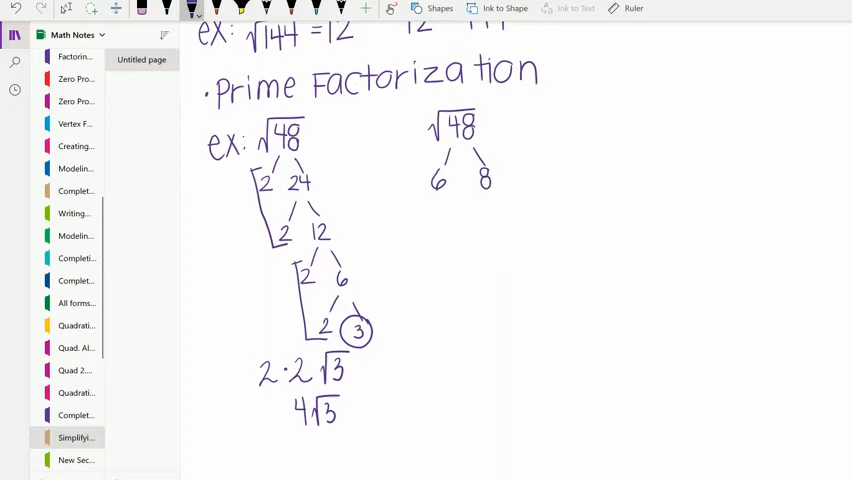 Shapes Ink to Shape Ink to Text Ruler
Math Notes
Untitled page
Factorin...
Zero Pro...
Zero Pro...
Vertex F...
Creating...
Modelin...
Complet...
Writing...
Modelin...
Completi...
Complet...
All forms...
Quadrati...
Quad. Al...
Quad 2....
Quadrati...
Complet...
Simplifyi...
New Sec...
ex: √144 = 12
• Prime Factorization
ex: √48
2 24
2 12
2 6
2 3
2 · 2 √3
4√3
√48
6 8